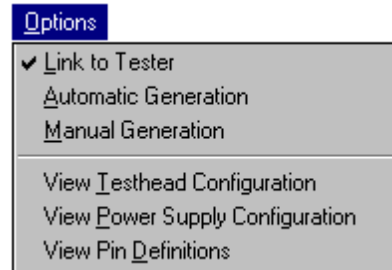 Options
Link to Tester
Automatic Generation
Manual Generation
View Testhead Configuration
View Power Supply Configuration
View Pin Definitions